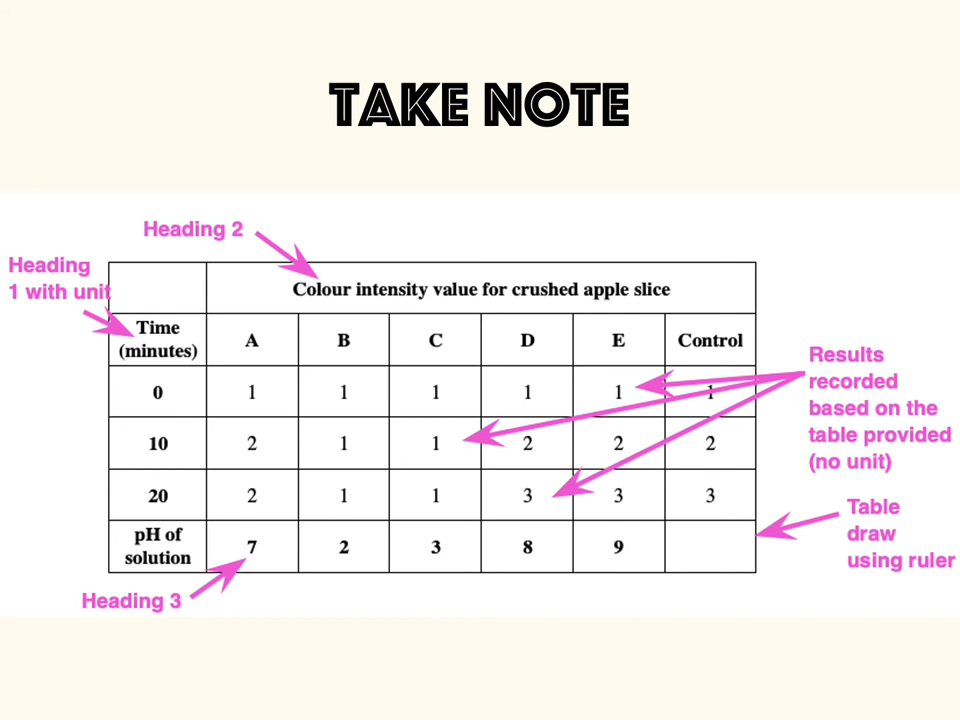 TAKE NOTE
Heading 2
Heading
1 with unit
Colour intensity value for crushed apple slice
Time
(minutes)
A B C D E Control
0 1 1 1 1 1 1
10 2 1 1 2 2 2
20 2 1 1 3 3 3
pH of
solution
7 2 3 8 9
Heading 3
Results
recorded
based on the
table provided
(no unit)
Table
draw
using ruler